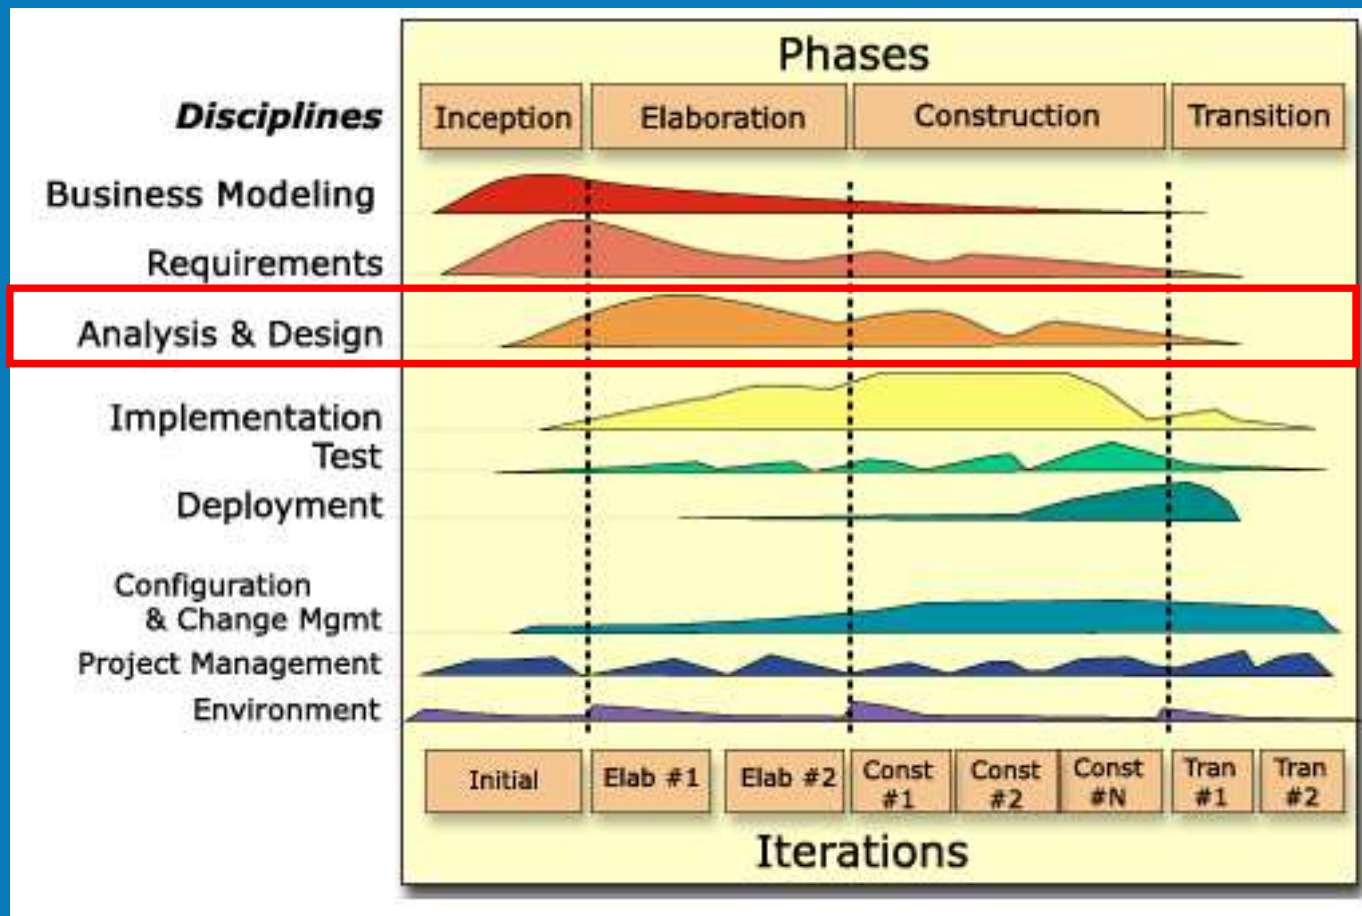 Phases
Disciplines
Inception
Elaboration
Construction
Transition
Business Modeling
Requirements
Analysis & Design
Implementation
Test
Deployment
Configuration
& Change Mgmt
Project Management
Environment
Initial
Elab #1
Elab #2
Const
#1
Const
#2
Const
#N
Tran
#1
Tran
#2
Iterations